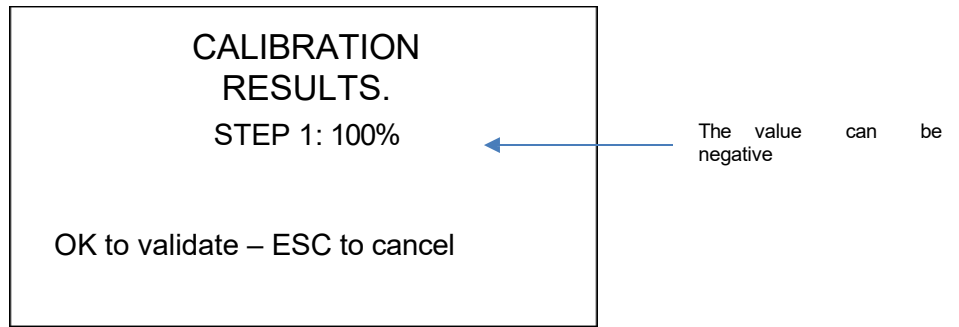 CALIBRATION
RESULTS.
STEP 1: 100%
The value can be
negative
OK to validate – ESC to cancel